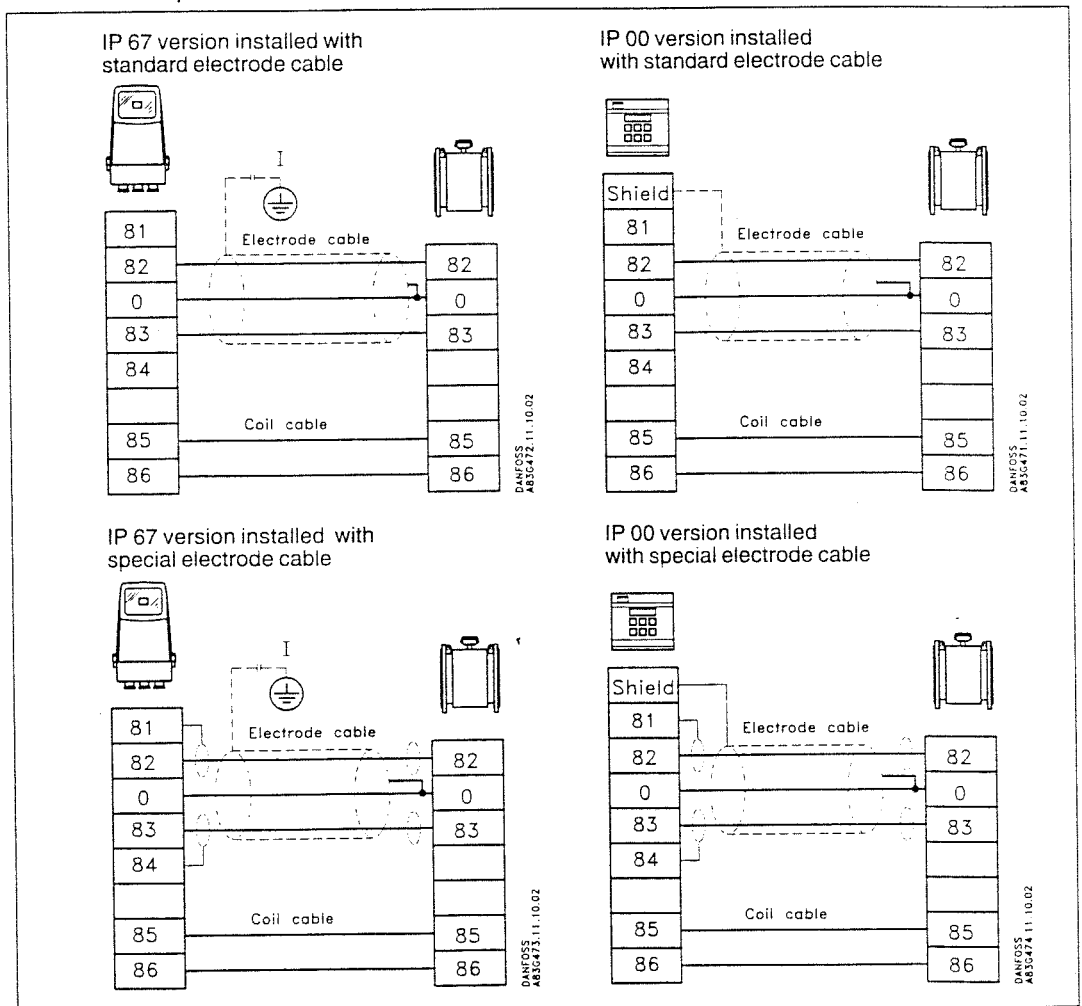 IP 67 version installed with
standard electrode cable
I
81
82
0
83
84
85
86
Electrode cable
Coil cable
82
0
83
85
86
DANFOSS
A83G472.11.10.02
IP 00 version installed
with standard electrode cable
Shield
81
82
0
83
84
85
86
Electrode cable
Coil cable
82
0
83
85
86
DANFOSS
A83G471.11.10.02
IP 67 version installed with
special electrode cable
I
81
82
0
83
84
85
86
Electrode cable
Coil cable
82
0
83
85
86
DANFOSS
A83G473.11.10.02
IP 00 version installed
with special electrode cable
Shield
81
82
0
83
84
85
86
Electrode cable
Coil cable
82
0
83
85
86
DANFOSS
A83G474.11.10.02